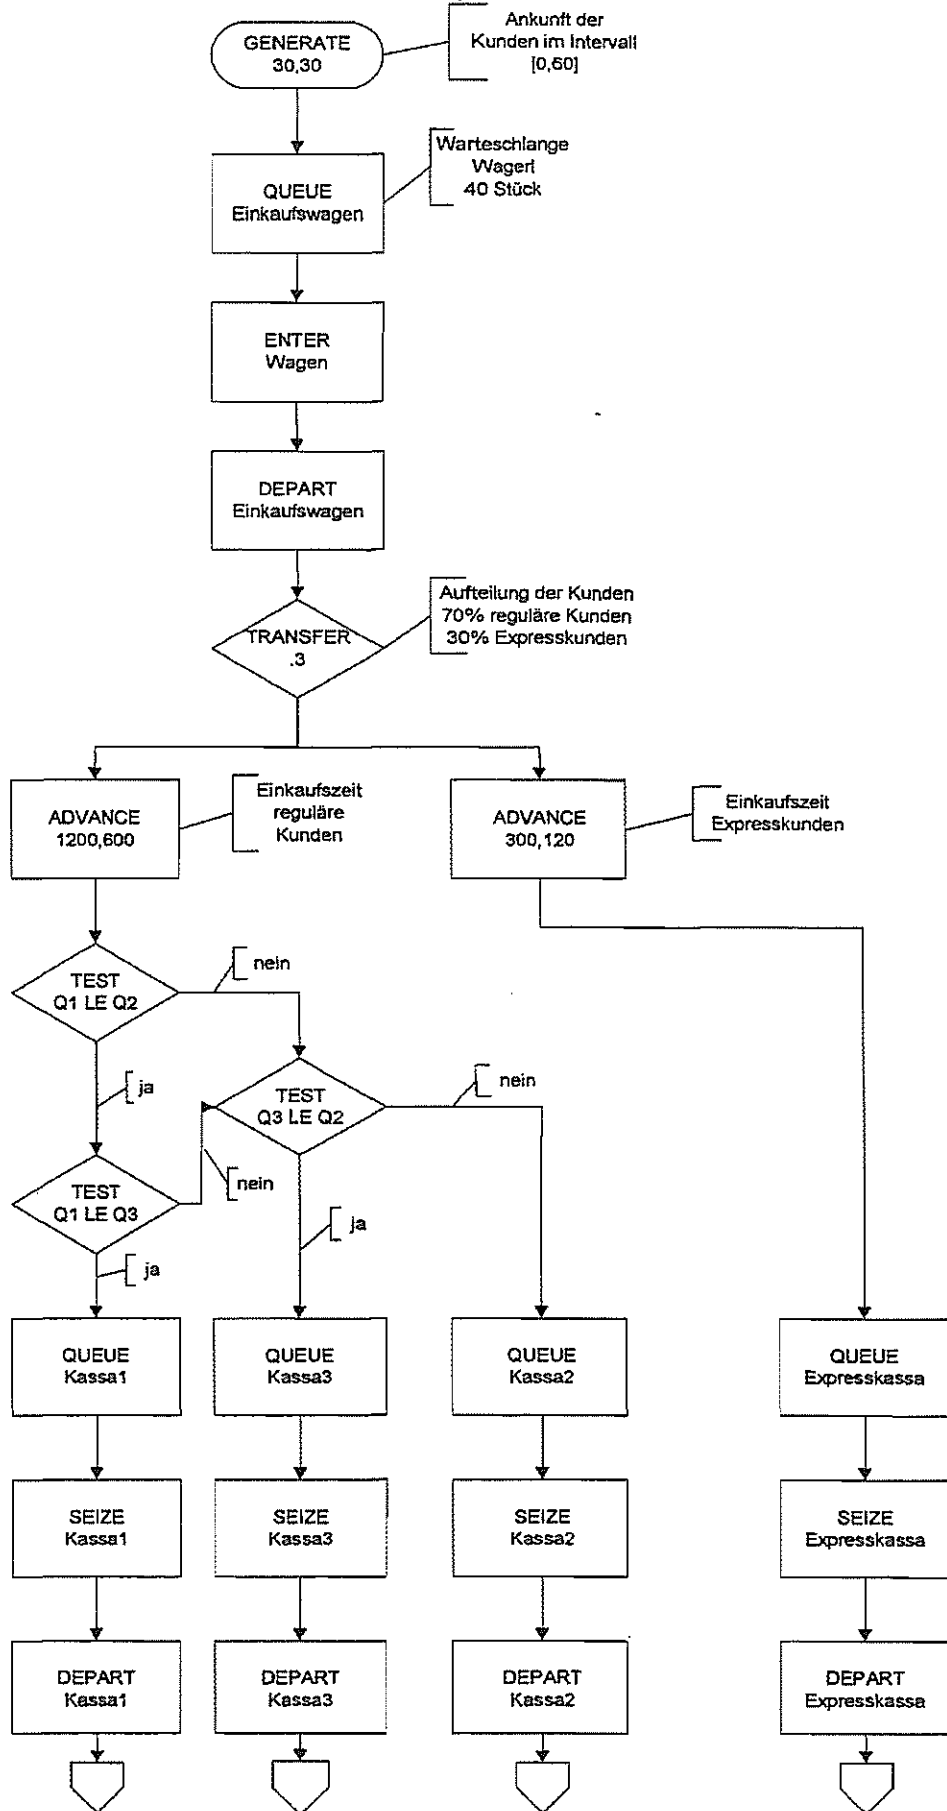 GENERATE
30,30
Ankunft der
Kunden im Intervall
[0,60]
QUEUE
Einkaufswagen
Warteschlange
Wagerl
40 Stück
ENTER
Wagen
DEPART
Einkaufswagen
TRANSFER
.3
Aufteilung der Kunden
70% reguläre Kunden
30% Expresskunden
ADVANCE
1200,600
Einkaufszeit
reguläre
Kunden
ADVANCE
300,120
Einkaufszeit
Expresskunden
TEST
Q1 LE Q2
nein
ja
TEST
Q3 LE Q2
nein
TEST
Q1 LE Q3
nein
ja
ja
QUEUE
Kassa1
QUEUE
Kassa3
QUEUE
Kassa2
QUEUE
Expresskassa
SEIZE
Kassa1
SEIZE
Kassa3
SEIZE
Kassa2
SEIZE
Expresskassa
DEPART
Kassa1
DEPART
Kassa3
DEPART
Kassa2
DEPART
Expresskassa